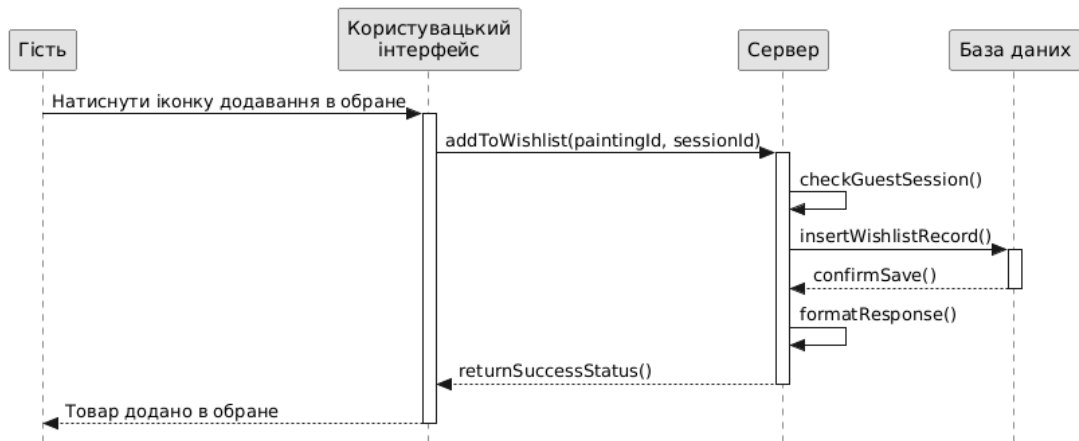 Гість
Користувацький
інтерфейс
Сервер
База даних
Натиснути іконку додавання в обране
addToWishlist(paintingId, sessionId)
checkGuestSession()
insertWishlistRecord()
confirmSave()
formatResponse()
returnSuccessStatus()
Товар додано в обране